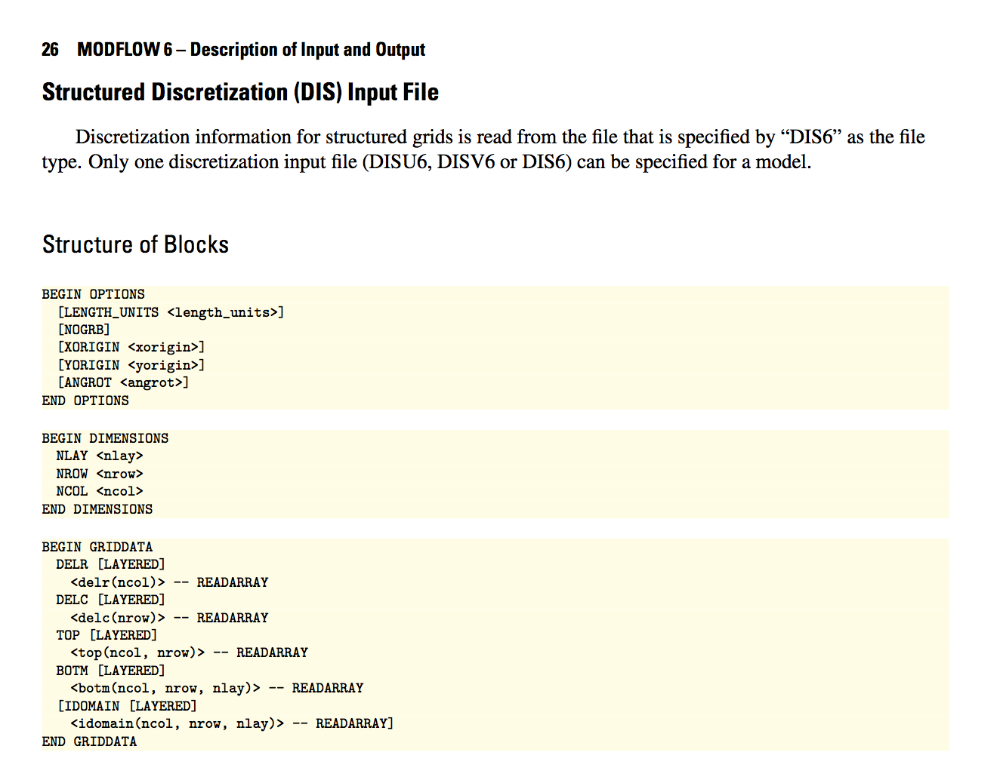 26 MODFLOW 6 – Description of Input and Output
Structured Discretization (DIS) Input File
Discretization information for structured grids is read from the file that is specified by “DIS6” as the file
type. Only one discretization input file (DISU6, DISV6 or DIS6) can be specified for a model.
Structure of Blocks
BEGIN OPTIONS
[LENGTH_UNITS <length_units>]
[NOGRB]
[XORIGIN <xorigin>]
[YORIGIN <yorigin>]
[ANGROT <angrot>]
END OPTIONS
BEGIN DIMENSIONS
NLAY <nlay>
NROW <nrow>
NCOL <ncol>
END DIMENSIONS
BEGIN GRIDDATA
DELR [LAYERED]
<delr(ncol)> -- READARRAY
DELC [LAYERED]
<delc(nrow)> -- READARRAY
TOP [LAYERED]
<top(ncol, nrow)> -- READARRAY
BOTM [LAYERED]
<botm(ncol, nrow, nlay)> -- READARRAY
[IDOMAIN [LAYERED]
<idomain(ncol, nrow, nlay)> -- READARRAY]
END GRIDDATA